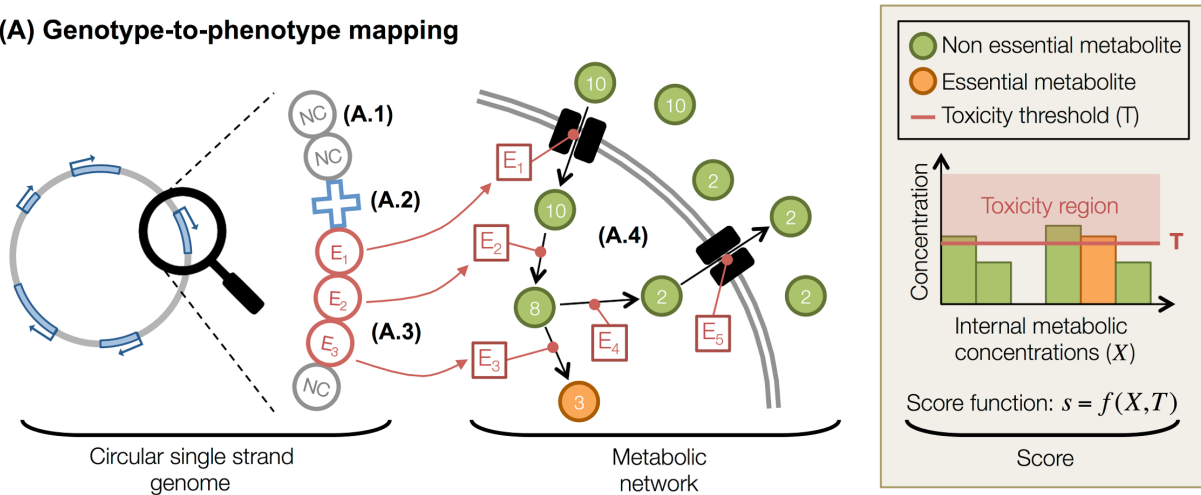 (A) Genotype-to-phenotype mapping
NC
(A.1)
NC
(A.2)
E1
E2
(A.3)
E3
NC
Circular single strand
genome
10
10
E1
2
10
2
E2
(A.4)
8
2
2
E4
E5
E3
3
Metabolic
network
Non essential metabolite
Essential metabolite
Toxicity threshold (T)
Concentration
Toxicity region
T
Internal metabolic
concentrations (X)
Score function: s = f(X,T)
Score